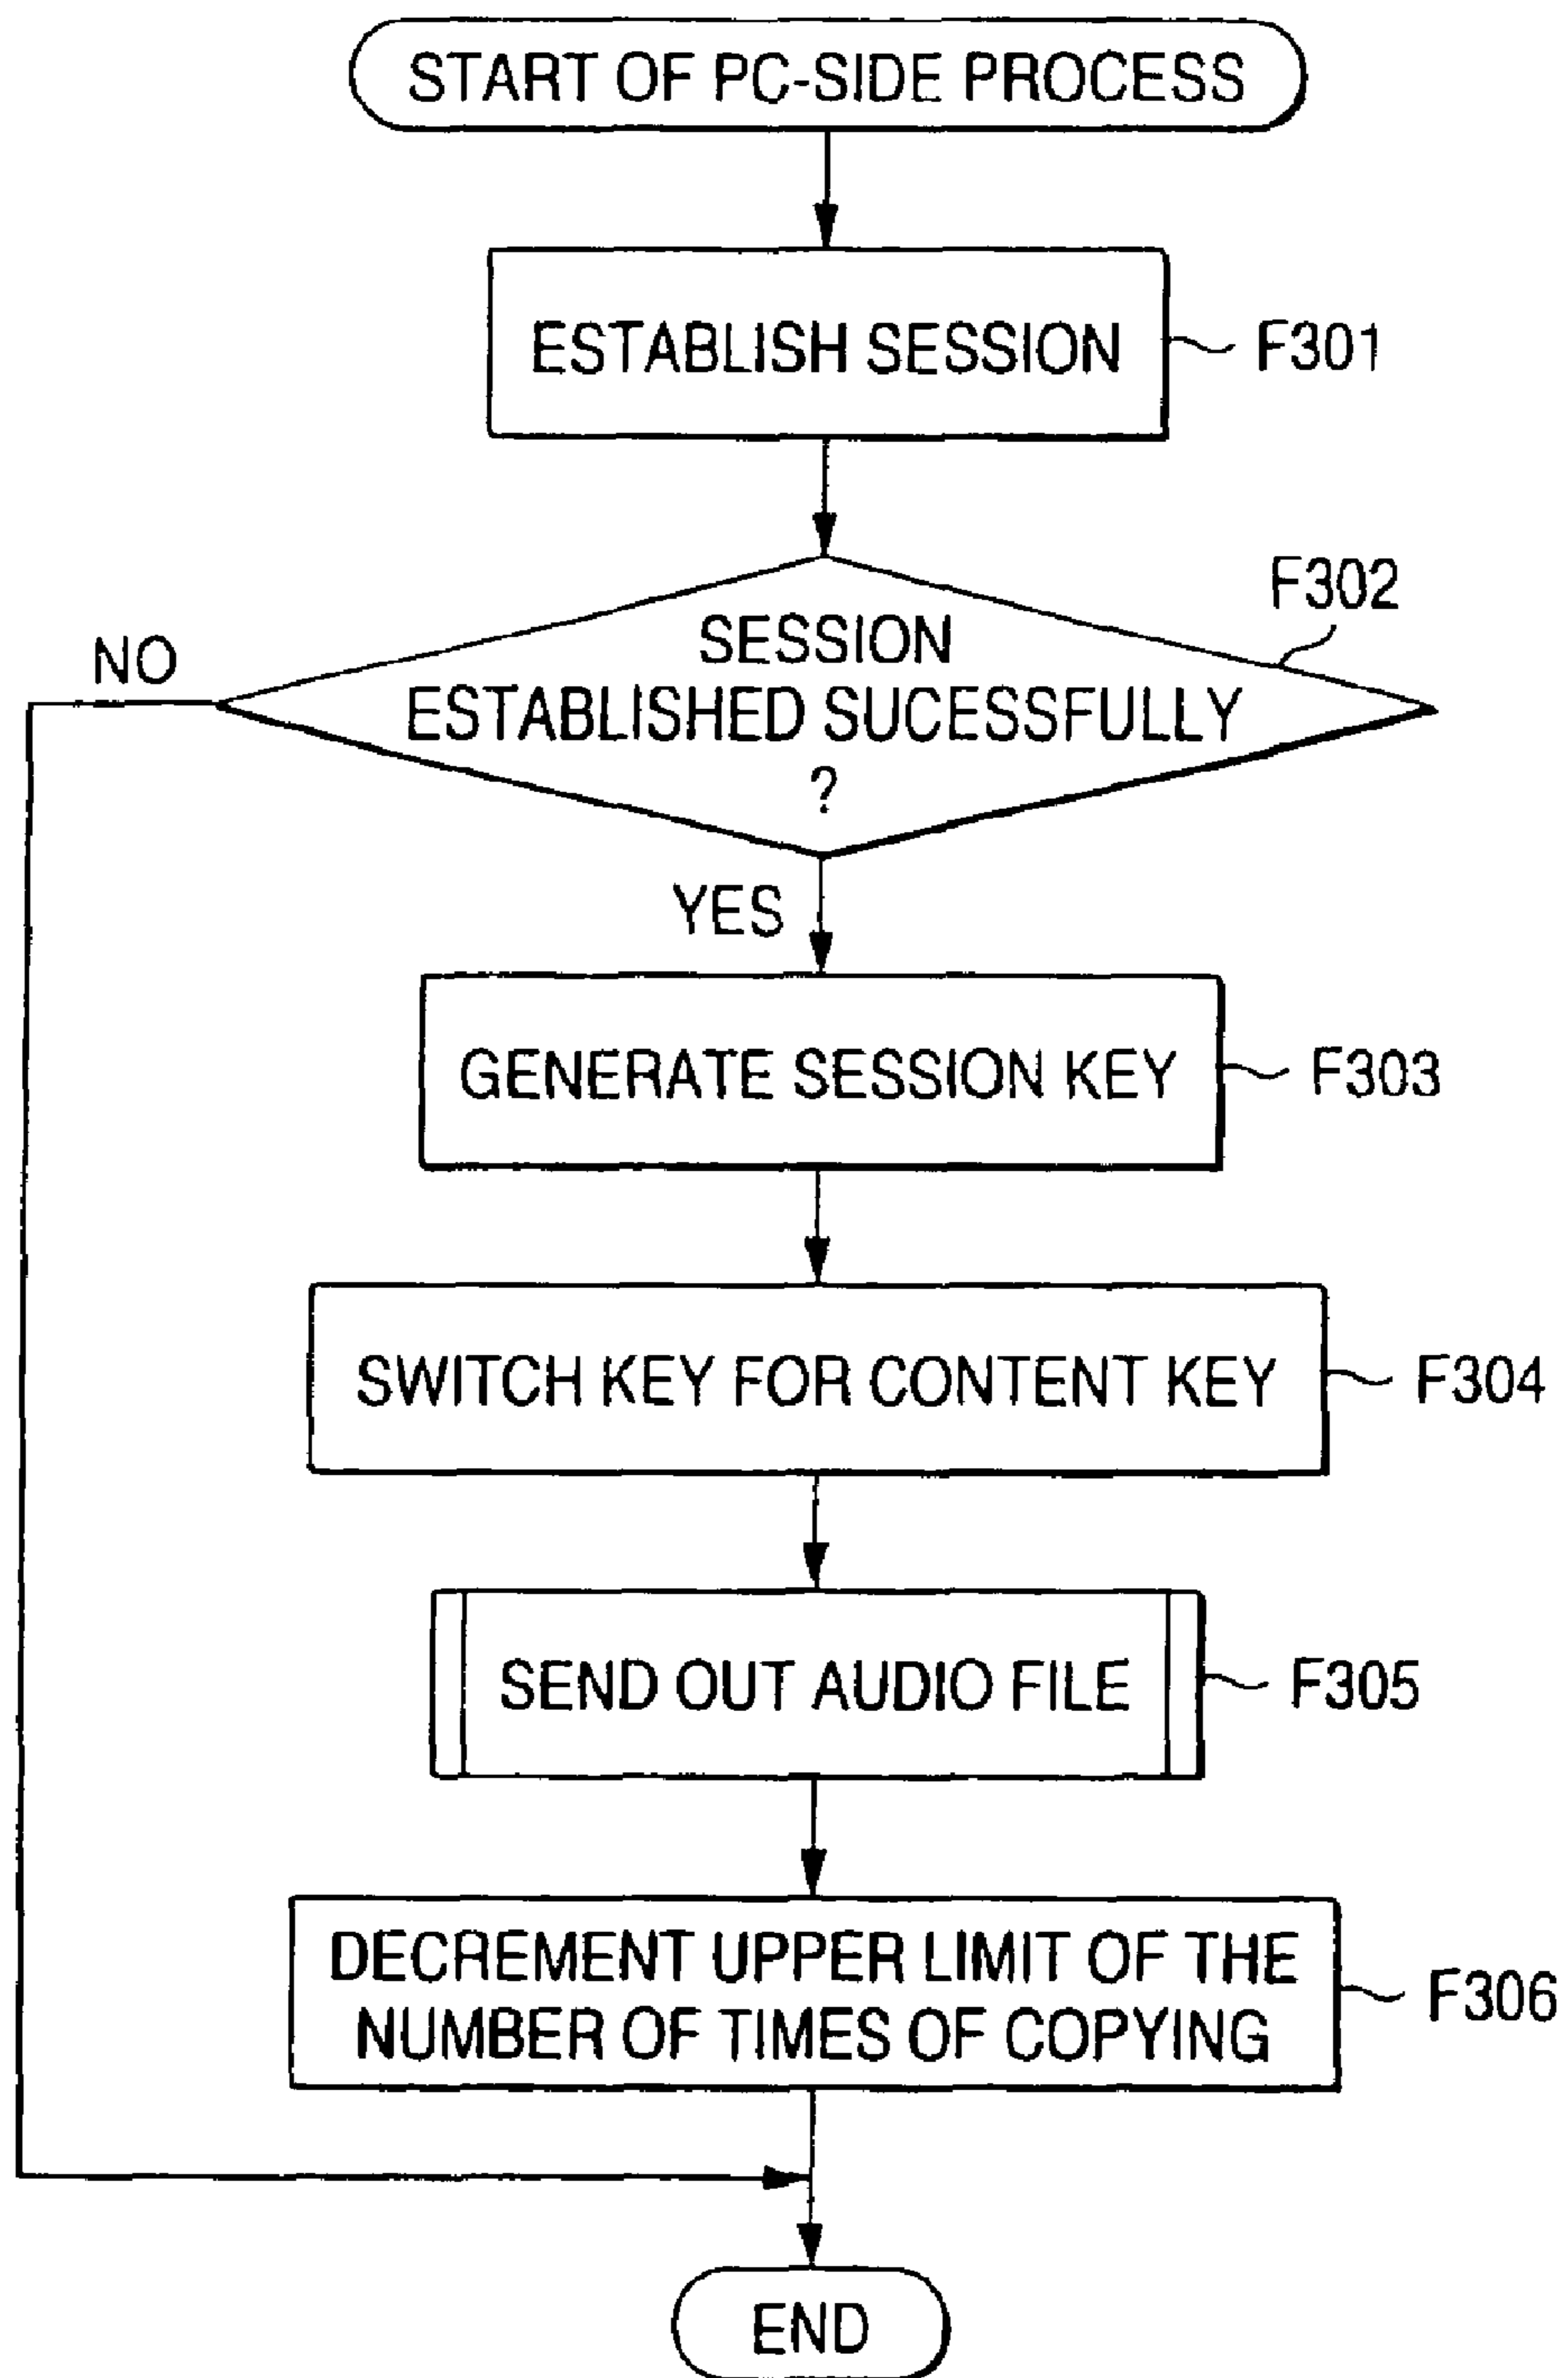 START OF PC-SIDE PROCESS
ESTABLISH SESSION
F301
F302
SESSION
ESTABLISHED SUCESSFULLY
?
NO
YES
GENERATE SESSION KEY
F303
SWITCH KEY FOR CONTENT KEY
F304
SEND OUT AUDIO FILE
F305
DECREMENT UPPER LIMIT OF THE
NUMBER OF TIMES OF COPYING
F306
END